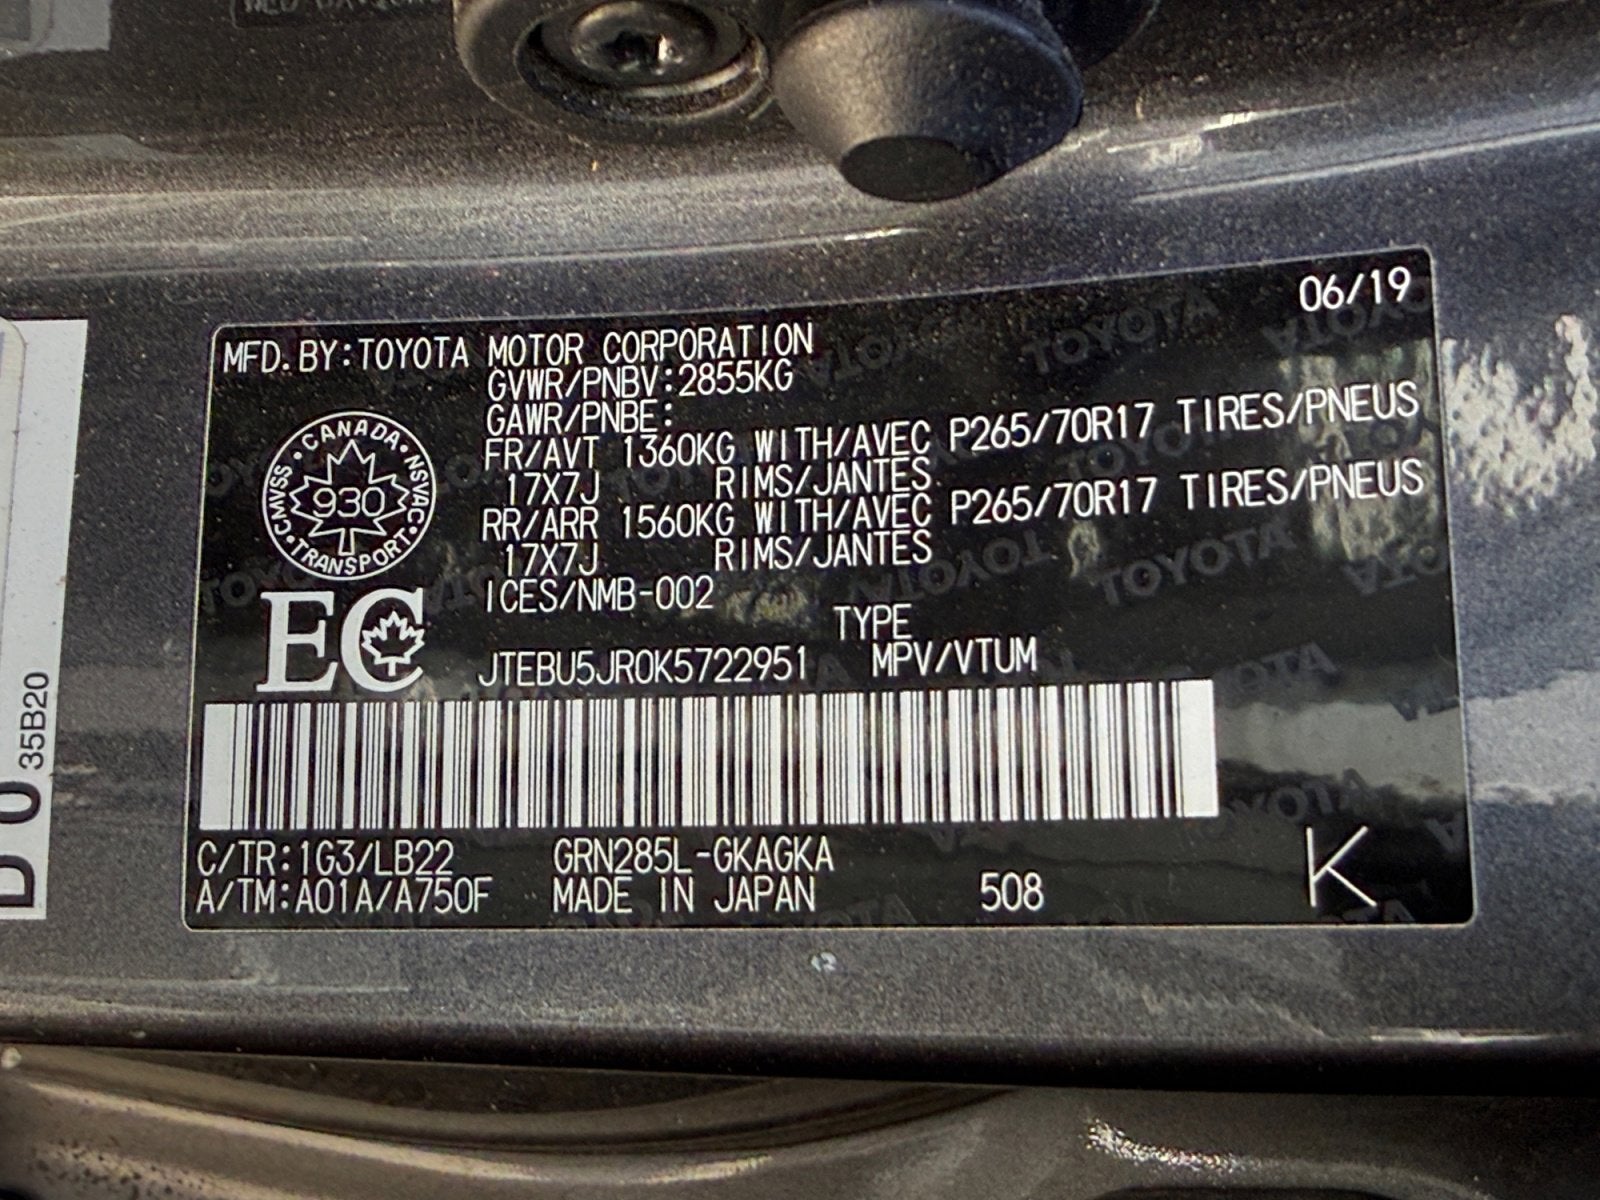 06/19
MFD. BY:TOYOTA MOTOR CORPORATION
GVWR/PNBV:2855KG
GAWR/PNBE:
FR/AVT 1360KG WITH/AVEC P265/70R17 TIRES/PNEUS
17X7J RIMS/JANTES
RR/ARR 1560KG WITH/AVEC P265/70R17 TIRES/PNEUS
17X7J RIMS/JANTES
ICES/NMB-002
CANADA
CMVSS
NSVAC
930
TRANSPORT
EC
TYPE
JTEBU5JR0K5722951 MPV/VTUM
C/TR:1G3/LB22 GRN285L-GKAGKA
A/TM:A01A/A750F MADE IN JAPAN 508
K
35B20